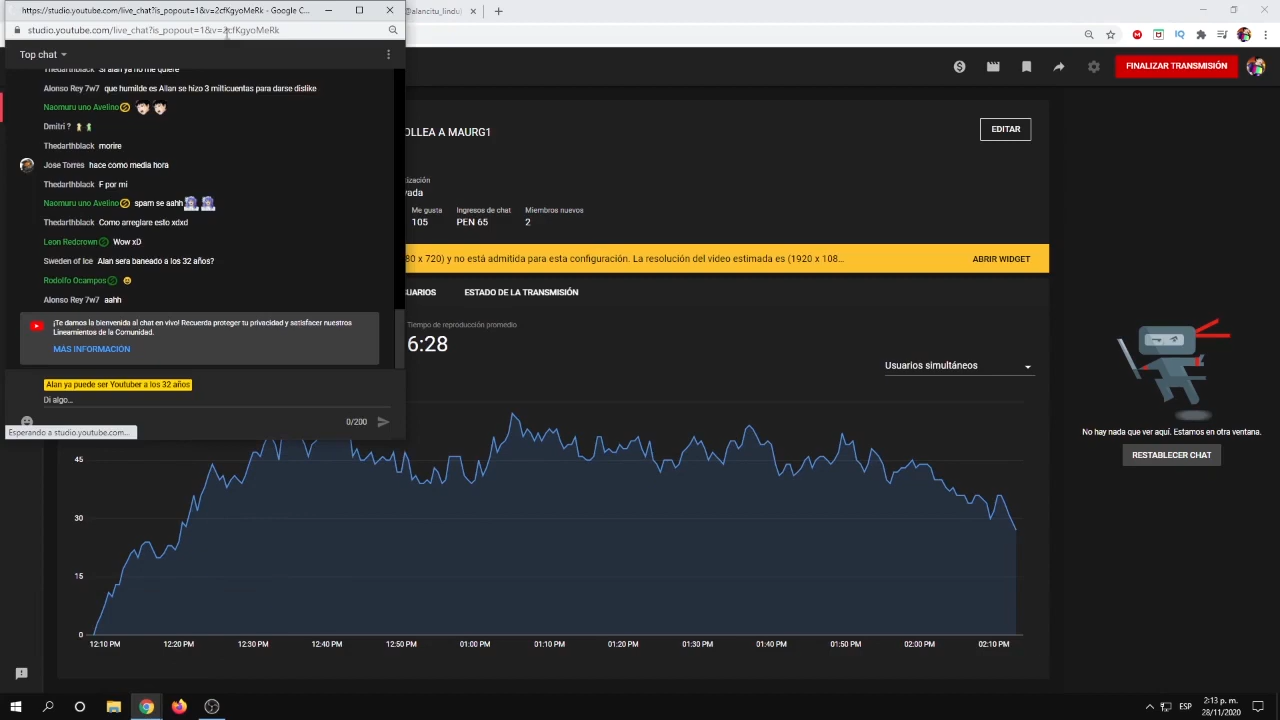 https://studio.youtube.com/live_chat?is_popout=1&v=2cfKgyoMeRk - Google C...
@alancitu_lindu)
studio.youtube.com/live_chat?is_popout=1&v=2cfKgyoMeRk
Top chat
FINALIZAR TRANSMISIÓN
Thedarthblack Si alan ya no me quiere
Alonso Rey 7w7 que humilde es Allan se hizo 3 milticuentas para darse dislike
Naomuru uno Avelino
Dmitri ?
Thedarthblack morire
Jose Torres hace como media hora
Thedarthblack F por mi
Naomuru uno Avelino spam se aahh
Thedarthblack Como arreglare esto xdxd
Leon Redcrown Wow xD
Sweden of Ice Alan sera baneado a los 32 años?
Rodolfo Ocampos
Alonso Rey 7w7 aahh
¡Te damos la bienvenida al chat en vivo! Recuerda proteger tu privacidad y satisfacer nuestros
Lineamientos de la Comunidad.
MÁS INFORMACIÓN
Alan ya puede ser Youtuber a los 32 años
Di algo...
0/200
Esperando a studio.youtube.com...
OLLEA A MAURG1
EDITAR
ización
vada
Me gusta
105
Ingresos de chat
PEN 65
Miembros nuevos
2
80 x 720) y no está admitida para esta configuración. La resolución del video estimada es (1920 x 108...
ABRIR WIDGET
UARIOS
ESTADO DE LA TRANSMISIÓN
Tiempo de reproducción promedio
6:28
Usuarios simultáneos
45
30
15
0
12:10 PM
12:20 PM
12:30 PM
12:40 PM
12:50 PM
01:00 PM
01:10 PM
01:20 PM
01:30 PM
01:40 PM
01:50 PM
02:00 PM
02:10 PM
No hay nada que ver aquí. Estamos en otra ventana.
RESTABLECER CHAT
IQ
ESP
2:13 p. m.
28/11/2020